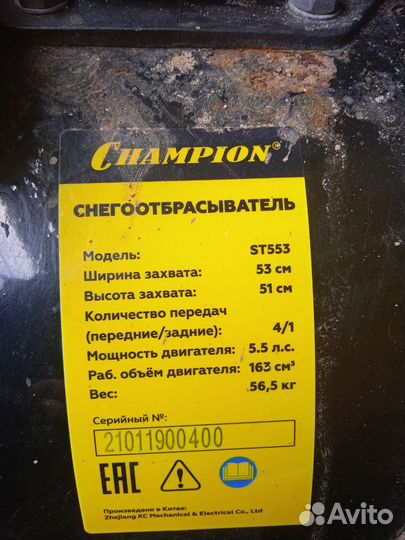 CHAMPION®
СНЕГООТБРАСЫВАТЕЛЬ
Модель: ST553
Ширина захвата: 53 см
Высота захвата: 51 см
Количество передач
(передние/задние): 4/1
Мощность двигателя: 5.5 л.с.
Раб. объём двигателя: 163 см³
Вес: 56,5 кг
Серийный №:
21011900400
EAC
Произведено в Китае:
Zhejiang KC Mechanical & Electrical Co., Ltd
Avito